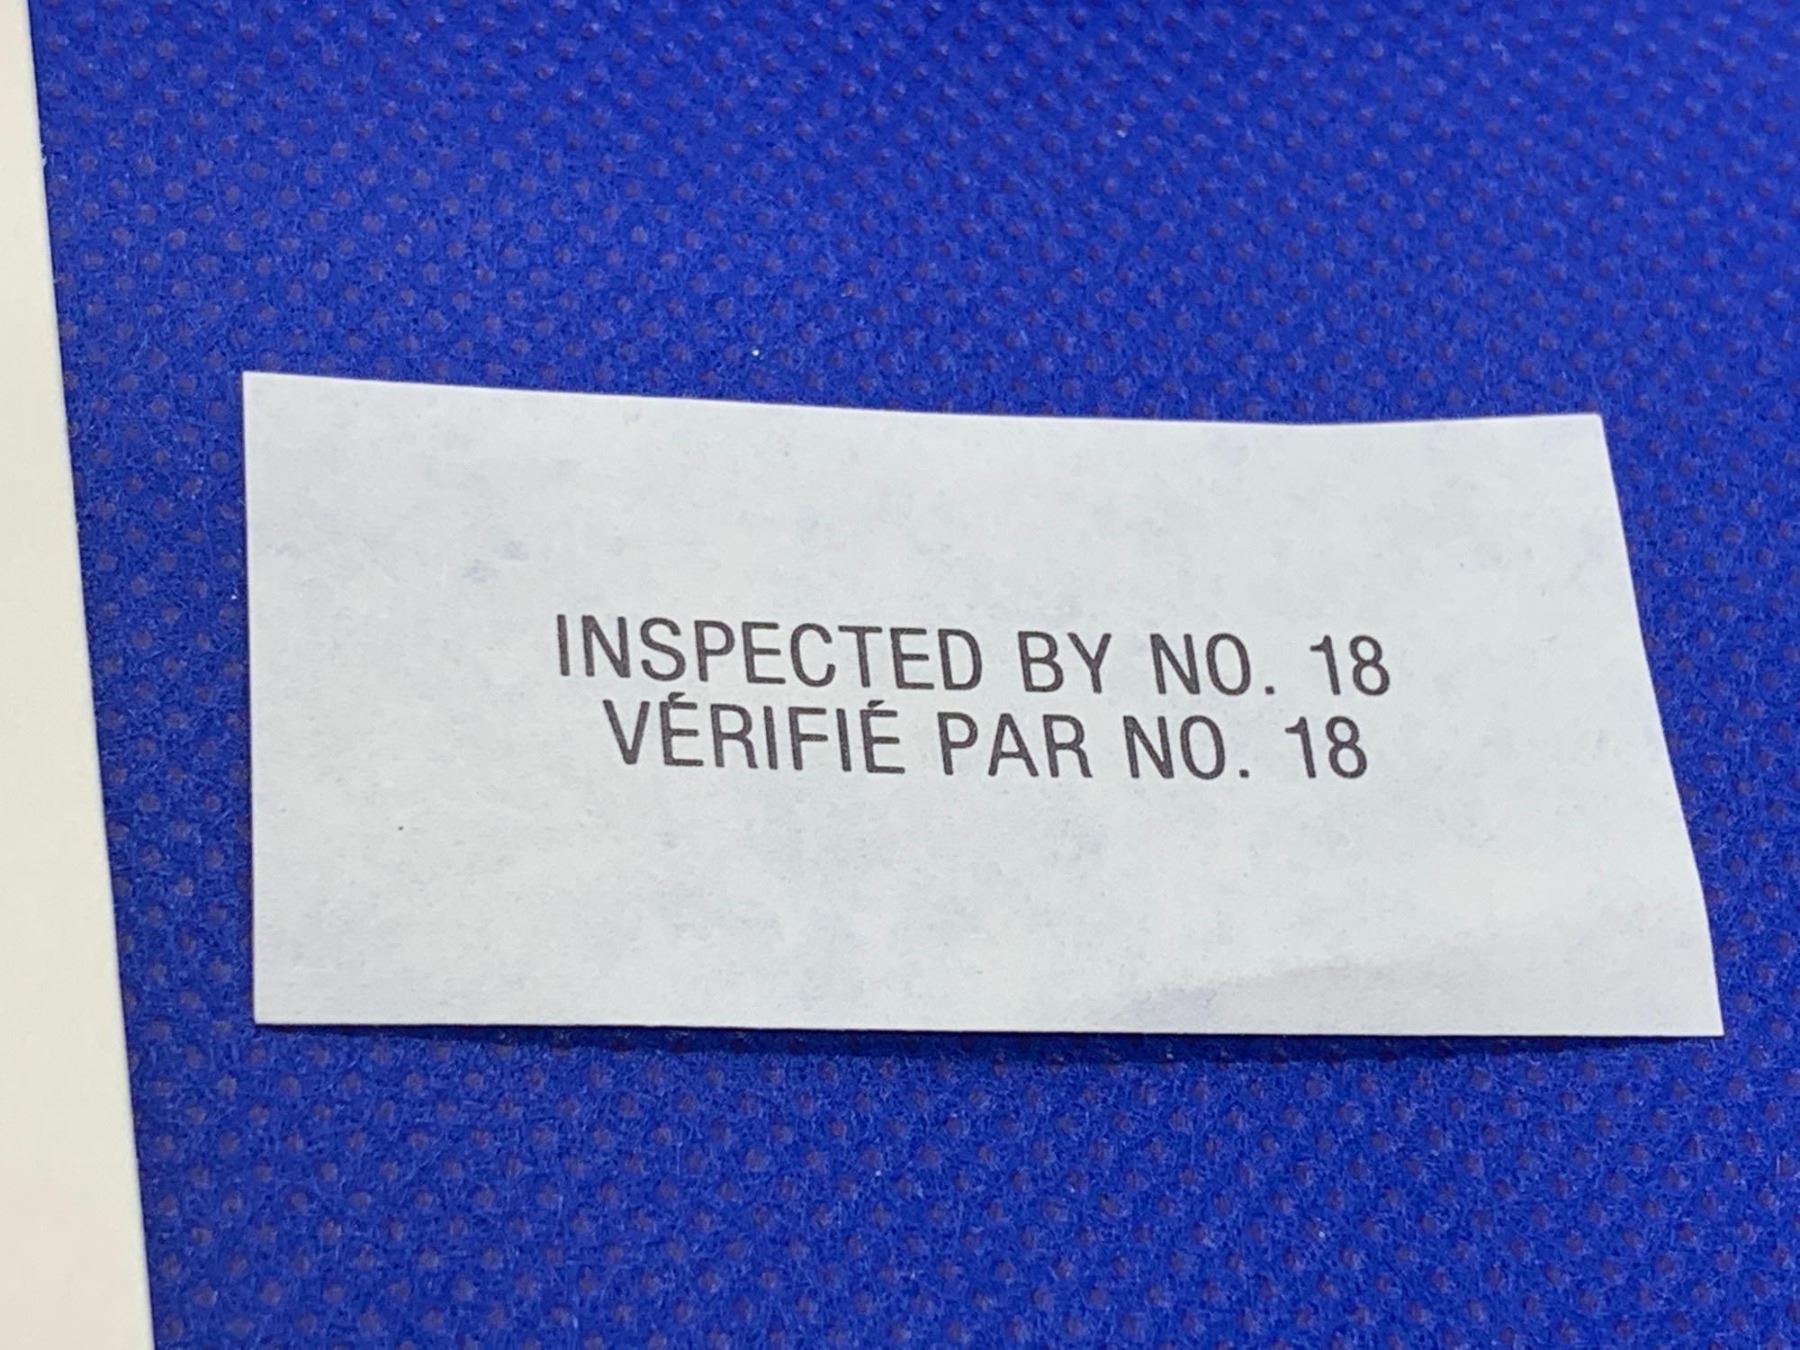 INSPECTED BY NO. 18
VÉRIFIÉ PAR NO. 18